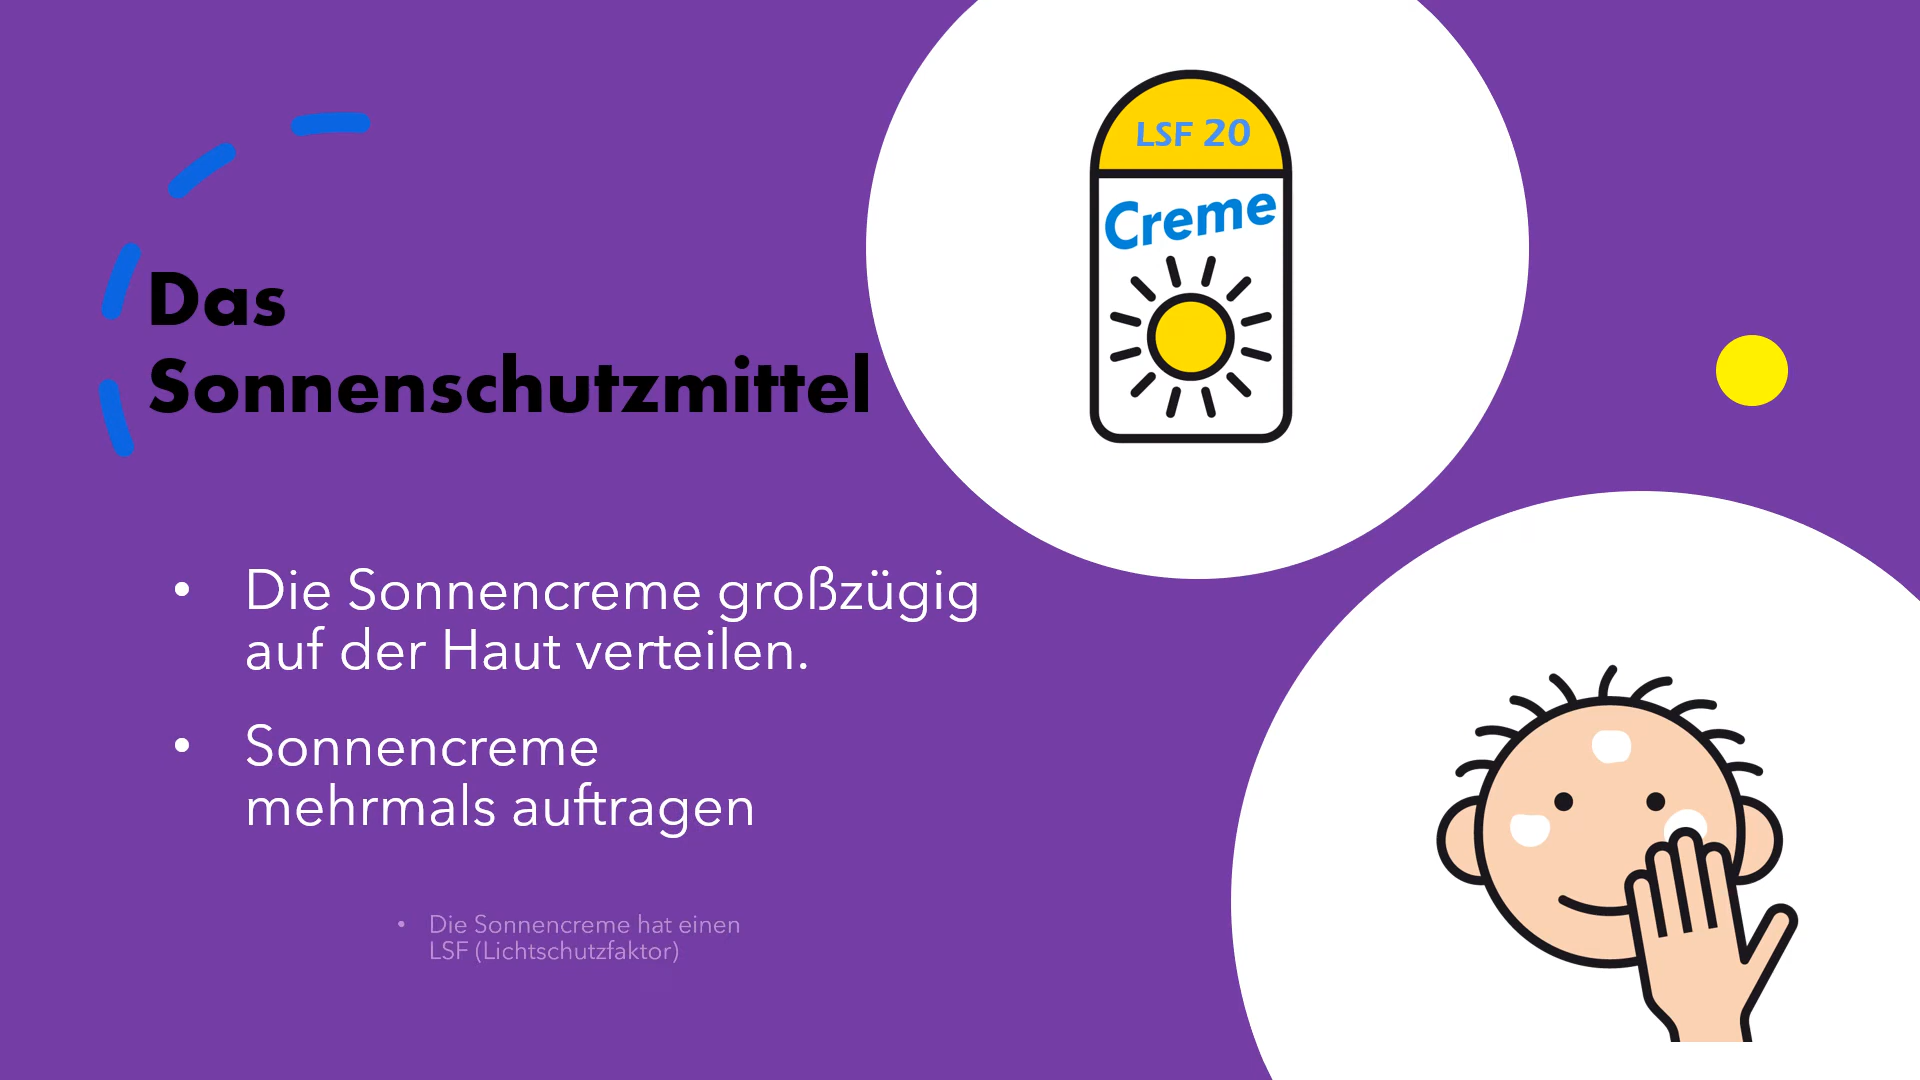 LSF 20
Creme
Das
Sonnenschutzmittel
• Die Sonnencreme großzügig
auf der Haut verteilen.
• Sonnencreme
mehrmals auftragen
• Die Sonnencreme hat einen
LSF (Lichtschutzfaktor)